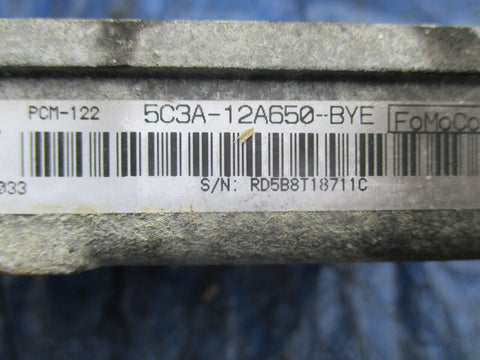 PCM-122 5C3A-12A650-BYE FoMoCo
033 S/N: RD5B8T18711C